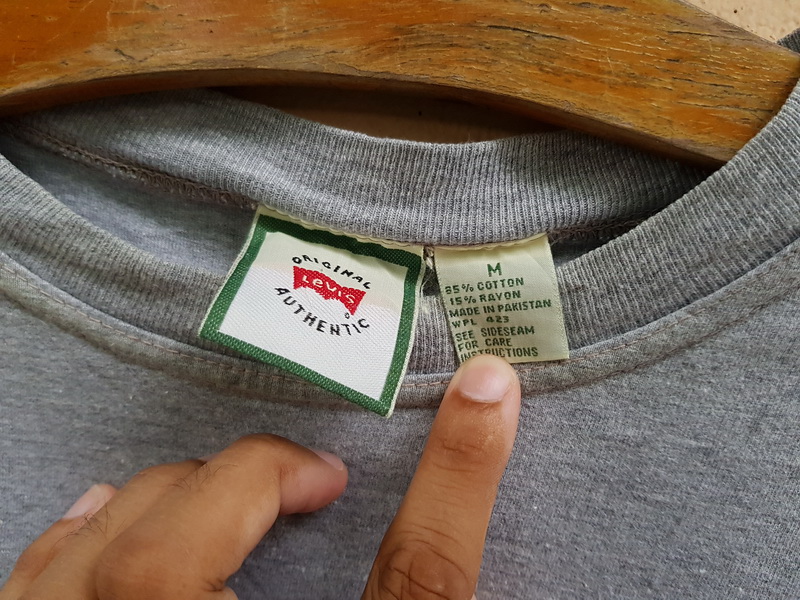 ORIGINAL
Levi's
©
AUTHENTIC
M
85% COTTON
15% RAYON
MADE IN PAKISTAN
WPL 423
SEE SIDESEAM
FOR CARE
INSTRUCTIONS